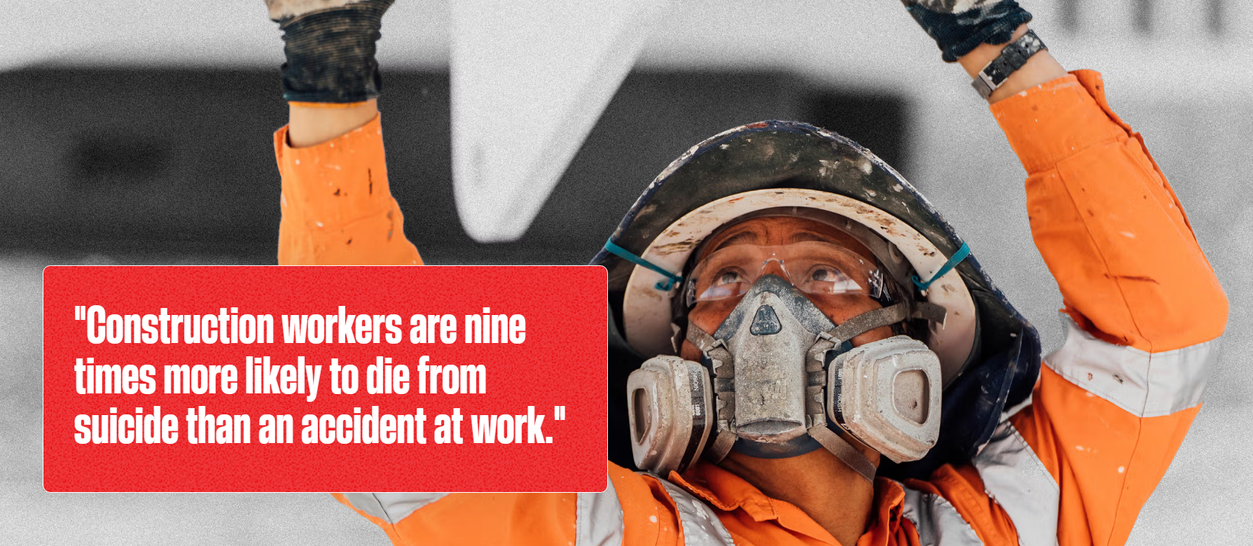 "Construction workers are nine
times more likely to die from
suicide than an accident at work."